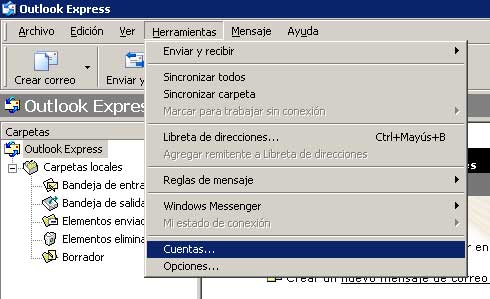 Outlook Express
Archivo Edición Ver Herramientas Mensaje Ayuda
Crear correo Enviar y
Enviar y recibir
Sincronizar todos
Sincronizar carpeta
Marcar para trabajar sin conexión
Libreta de direcciones... Ctrl+Mayús+B
Agregar remitente a Libreta de direcciones
Reglas de mensaje
Windows Messenger
Mi estado de conexión
Cuentas...
Opciones...
Outlook Express
Carpetas
Outlook Express
Carpetas locales
Bandeja de entra
Bandeja de salida
Elementos enviad
Elementos elimina
Borrador
Crear un nuevo mensaje de correo